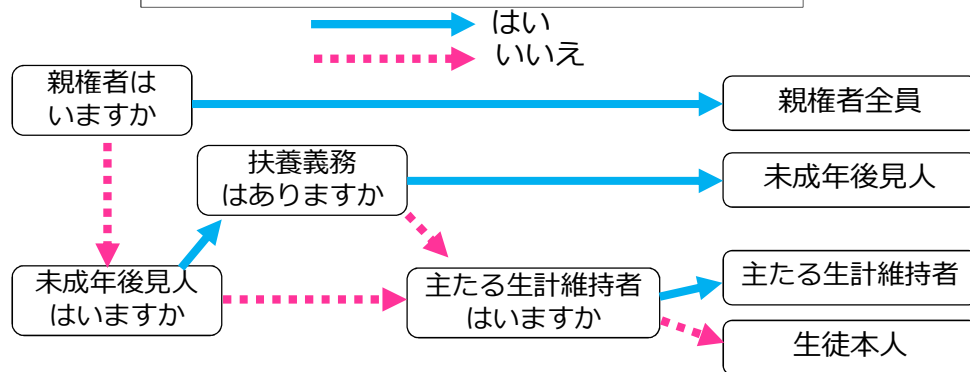 はい
いいえ
親権者は
いますか
親権者全員
扶養義務
はありますか
未成年後見人
未成年後見人
はいますか
主たる生計維持者
はいますか
主たる生計維持者
生徒本人